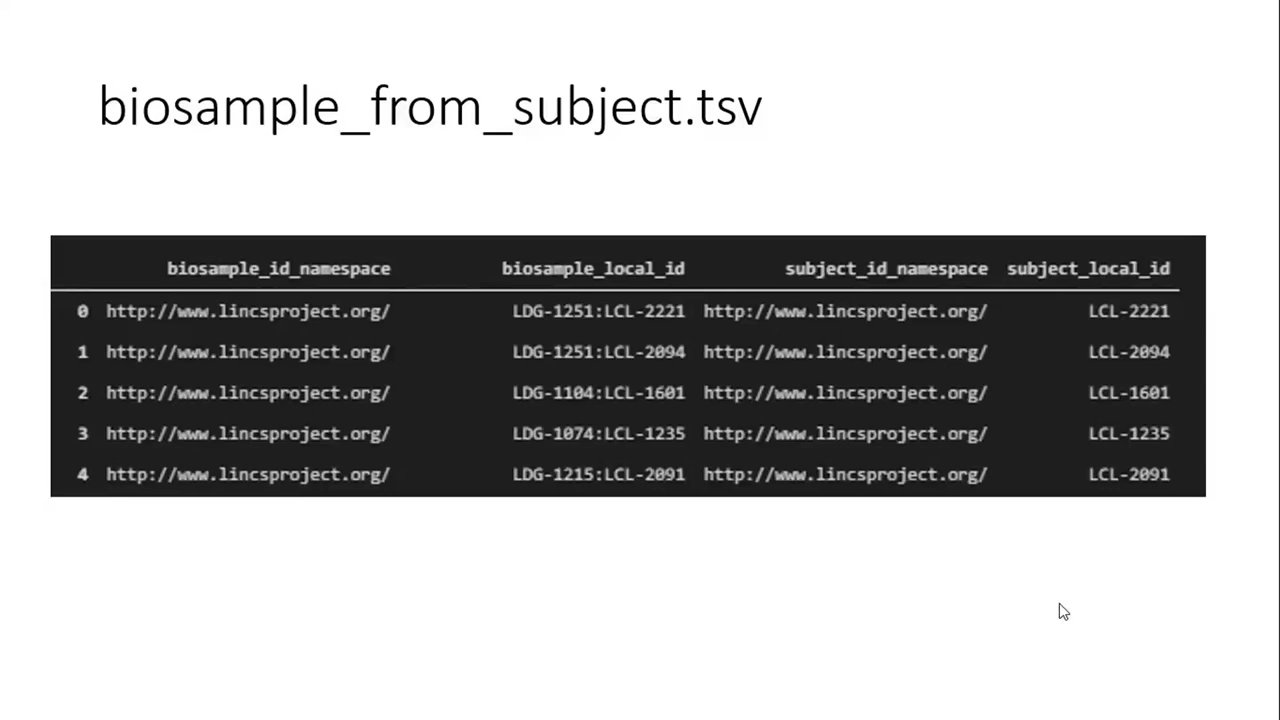 biosample_from_subject.tsv
biosample_id_namespace biosample_local_id subject_id_namespace subject_local_id
0 http://www.lincsproject.org/ LDG-1251:LCL-2221 http://www.lincsproject.org/ LCL-2221
1 http://www.lincsproject.org/ LDG-1251:LCL-2094 http://www.lincsproject.org/ LCL-2094
2 http://www.lincsproject.org/ LDG-1104:LCL-1601 http://www.lincsproject.org/ LCL-1601
3 http://www.lincsproject.org/ LDG-1074:LCL-1235 http://www.lincsproject.org/ LCL-1235
4 http://www.lincsproject.org/ LDG-1215:LCL-2091 http://www.lincsproject.org/ LCL-2091